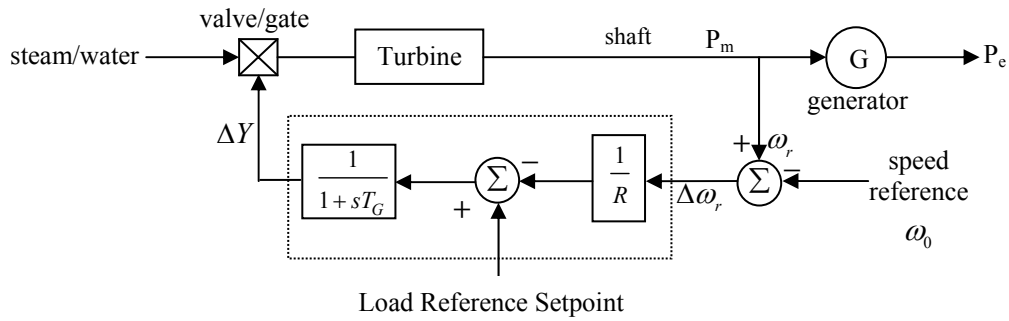 valve/gate
steam/water
Turbine
shaft
P_m
G
P_e
generator
ΔY
1
1 + sT_G
Σ
−
+
1
R
Δω_r
+
ω_r
Σ
−
speed
reference
ω_0
Load Reference Setpoint